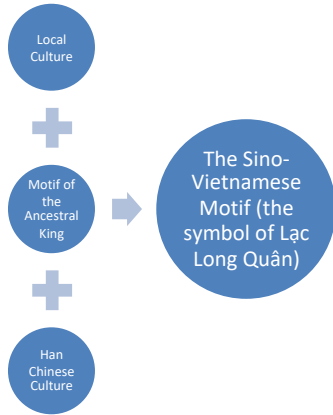 Local
Culture
Motif of
the
Ancestral
King
Han
Chinese
Culture
The Sino-
Vietnamese
Motif (the
symbol of Lạc
Long Quân)